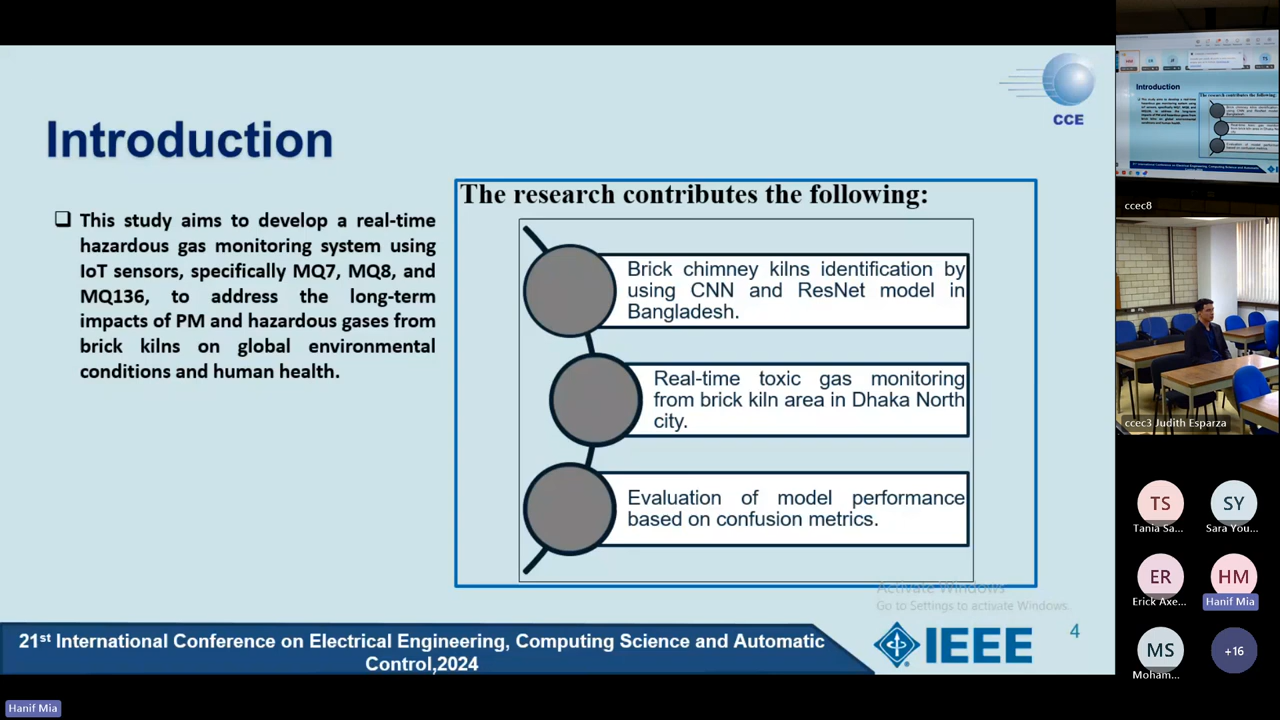 Introduction
CCE
The research contributes the following:
❑ This study aims to develop a real-time
hazardous gas monitoring system using
IoT sensors, specifically MQ7, MQ8, and
MQ136, to address the long-term
impacts of PM and hazardous gases from
brick kilns on global environmental
conditions and human health.
Brick chimney kilns identification by
using CNN and ResNet model in
Bangladesh.
Real-time toxic gas monitoring
from brick kiln area in Dhaka North
city.
Evaluation of model performance
based on confusion metrics.
Activate Windows
Go to Settings to activate Windows.
21st International Conference on Electrical Engineering, Computing Science and Automatic
Control,2024
IEEE
4
Hanif Mia
Introduction
ccec8
ccec3 Judith Esparza
TS
Tania Sa...
SY
Sara You...
ER
Erick Axe...
HM
Hanif Mia
MS
Moham...
+16